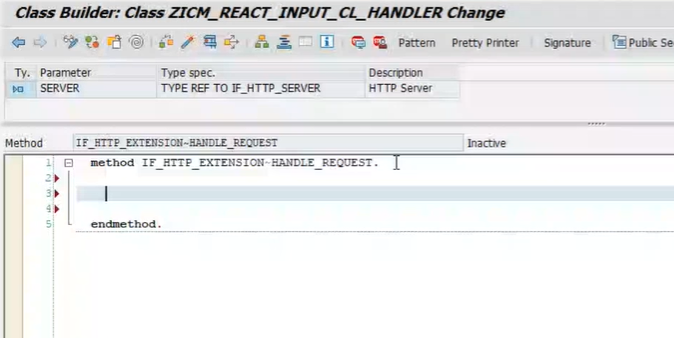 Class Builder: Class ZICM_REACT_INPUT_CL_HANDLER Change
Pattern Pretty Printer Signature Public Se
Ty. Parameter Type spec. Description
SERVER TYPE REF TO IF_HTTP_SERVER HTTP Server
Method IF_HTTP_EXTENSION~HANDLE_REQUEST Inactive
1 method IF_HTTP_EXTENSION~HANDLE_REQUEST.
2
3
4
5 endmethod.